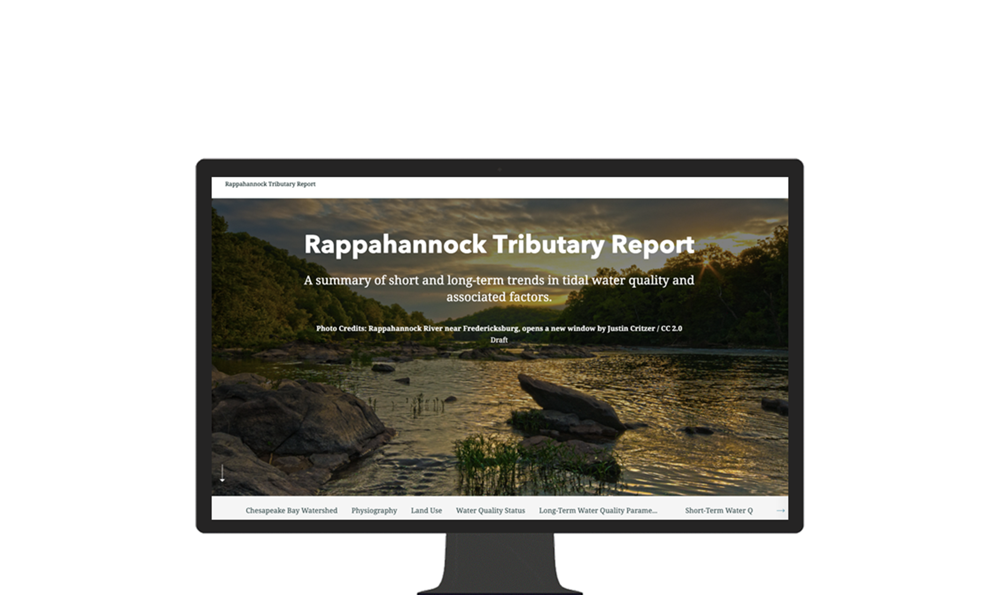 Rappahannock Tributary Report
Rappahannock Tributary Report
A summary of short and long-term trends in tidal water quality and
associated factors.
Photo Credits: Rappahannock River near Fredericksburg, opens a new window by Justin Critzer / CC 2.0
Draft
Chesapeake Bay Watershed Physiography Land Use Water Quality Status Long-Term Water Quality Parame... Short-Term Water Q